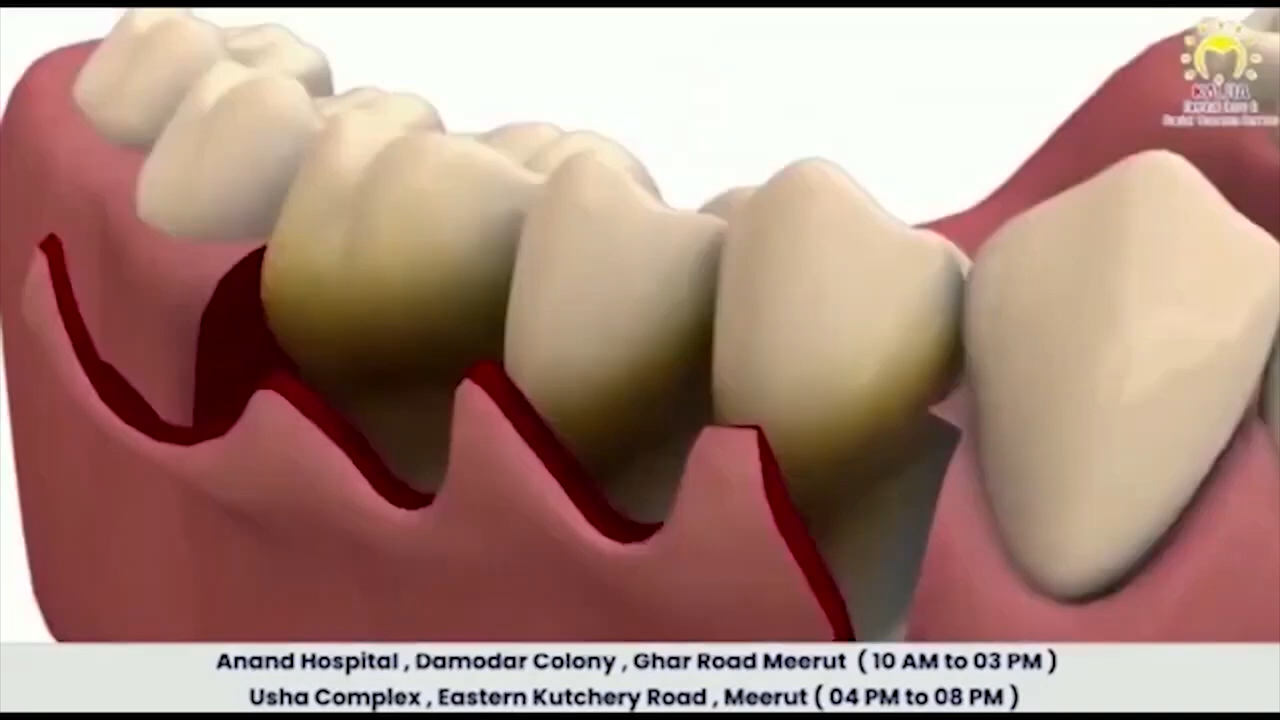 KALRA
Anand Hospital , Damodar Colony , Ghar Road Meerut ( 10 AM to 03 PM )
Usha Complex , Eastern Kutchery Road , Meerut ( 04 PM to 08 PM )